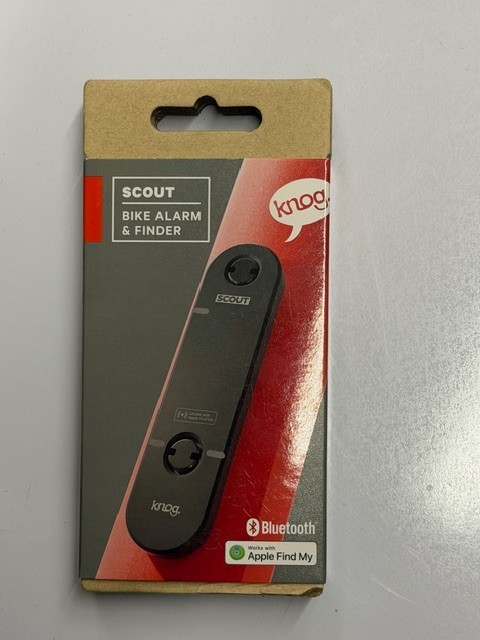 SCOUT
BIKE ALARM
& FINDER
knog.
SCOUT
knog.
Bluetooth
Works with
Apple Find My